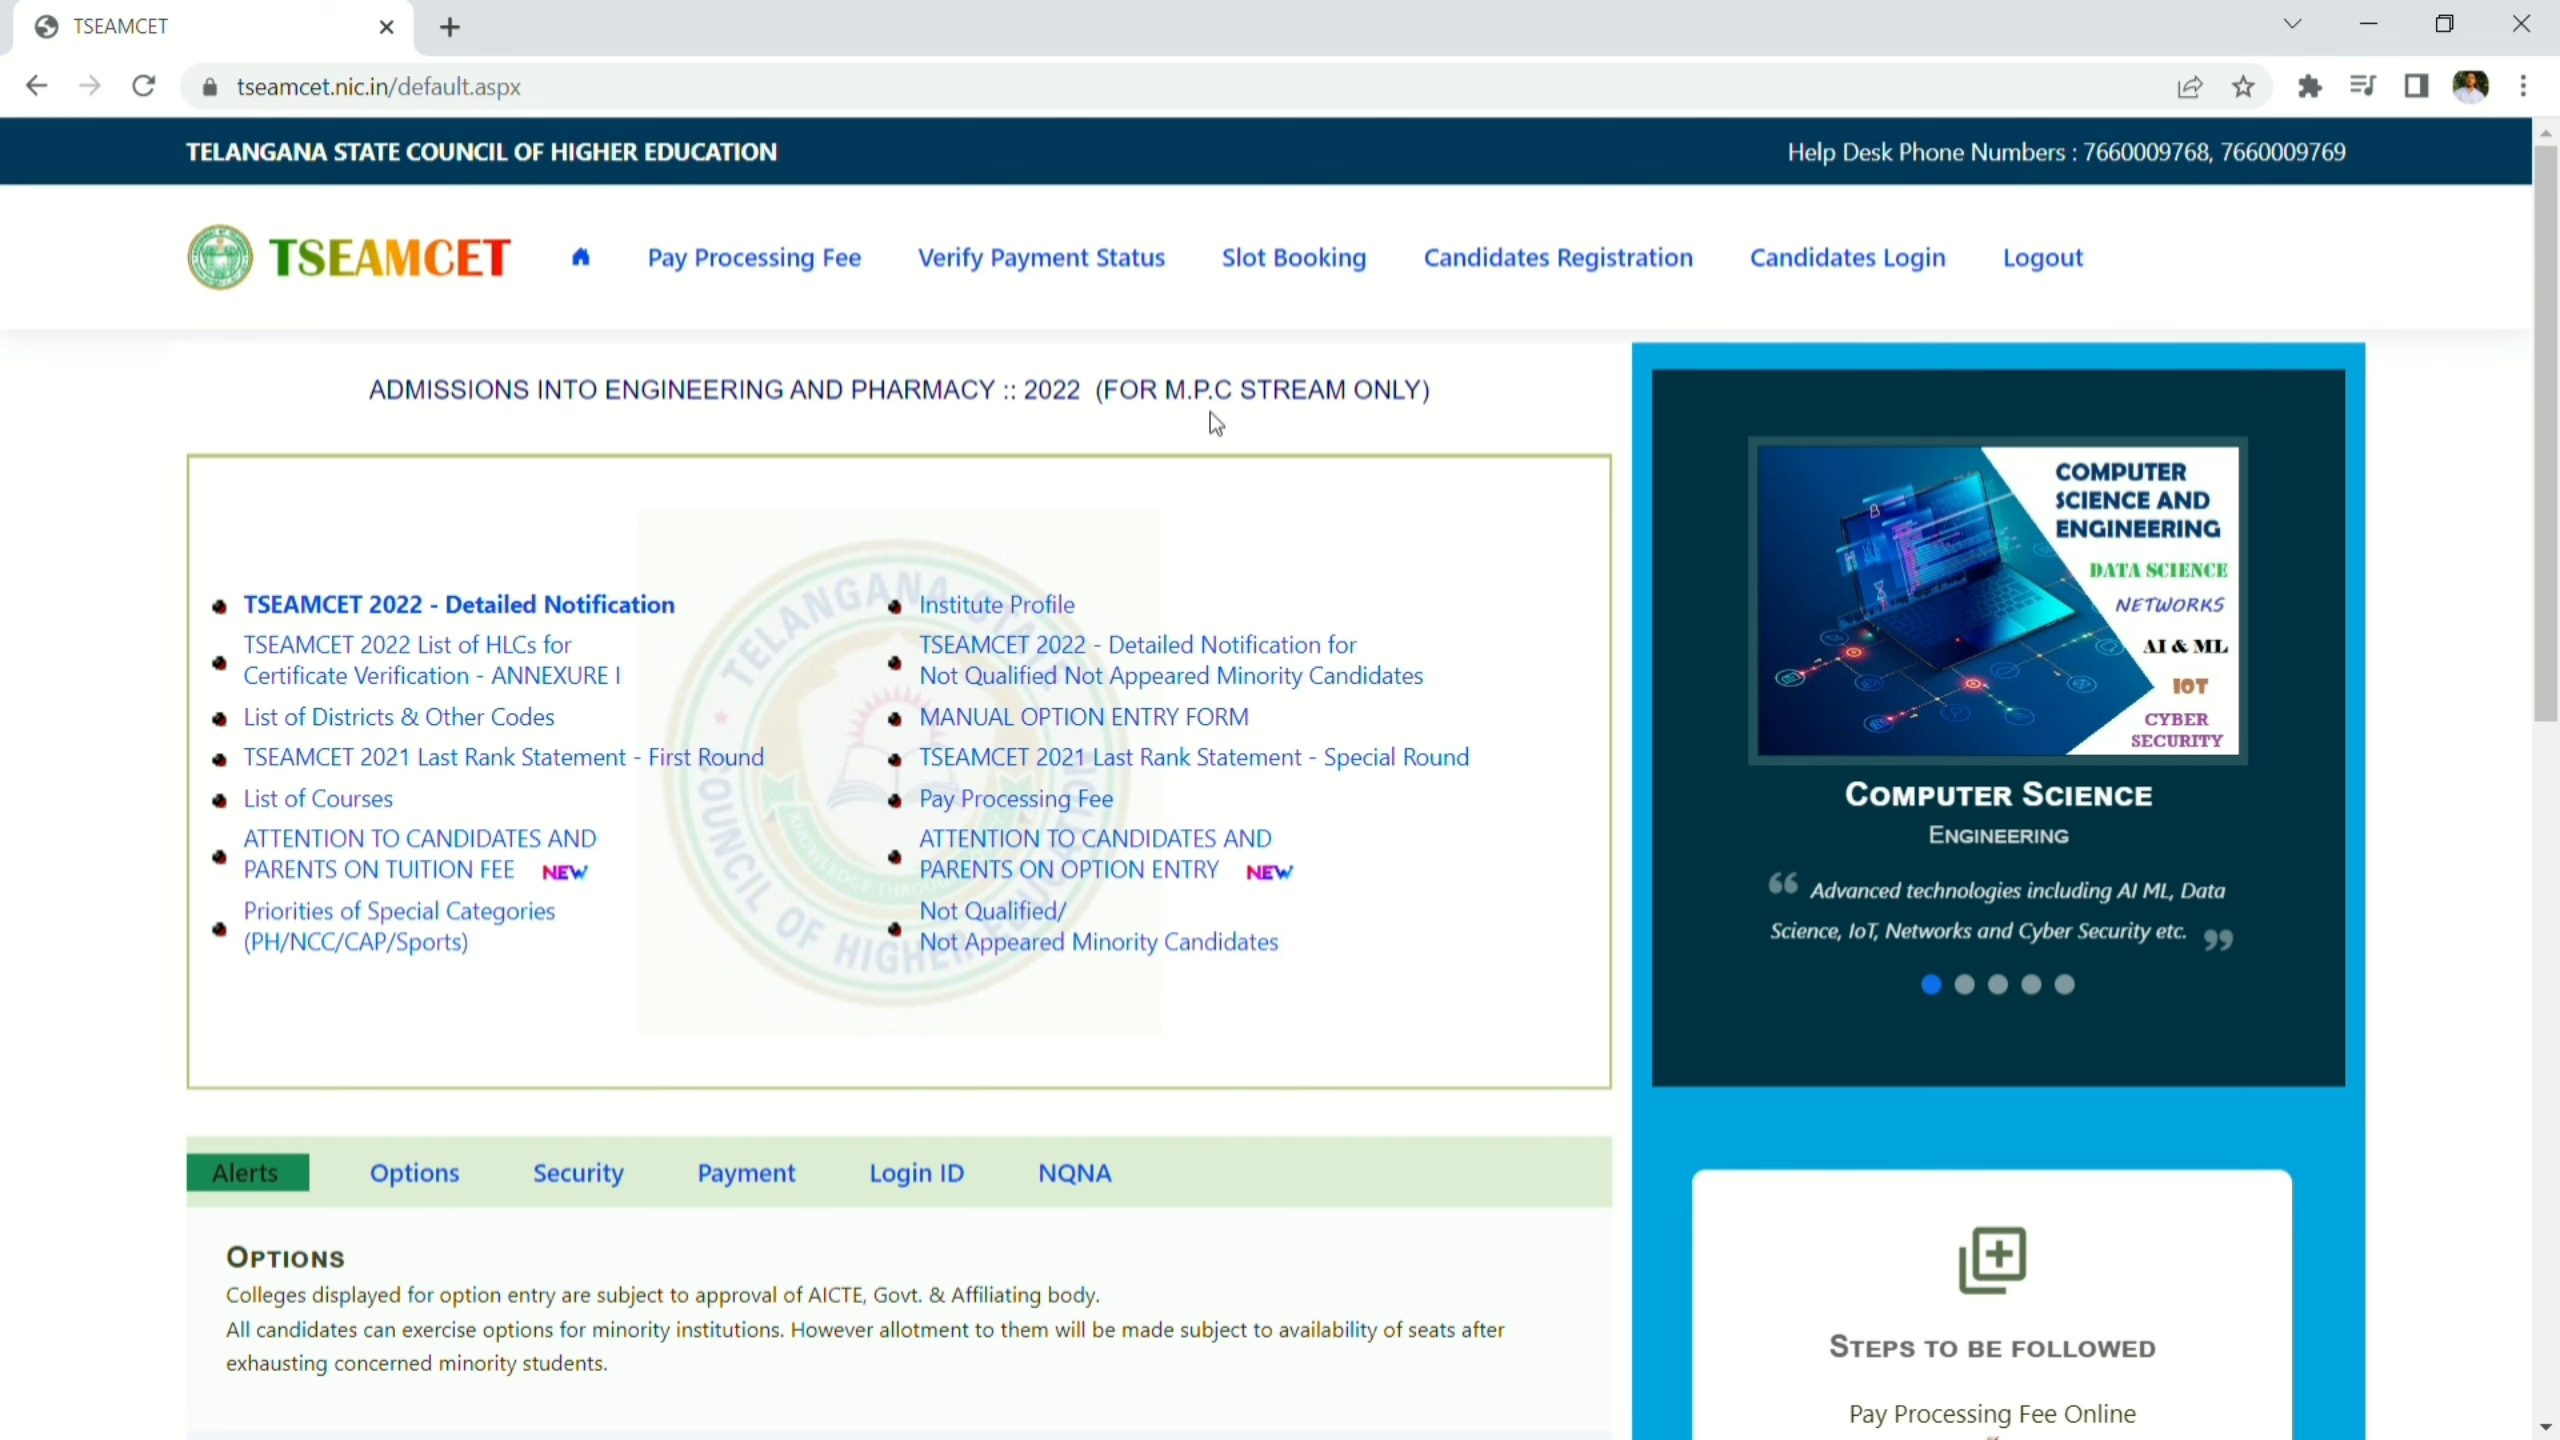 TSEAMCET
tseamcet.nic.in/default.aspx
TELANGANA STATE COUNCIL OF HIGHER EDUCATION
Help Desk Phone Numbers : 7660009768, 7660009769
TSEAMCET
Pay Processing Fee
Verify Payment Status
Slot Booking
Candidates Registration
Candidates Login
Logout
ADMISSIONS INTO ENGINEERING AND PHARMACY :: 2022 (FOR M.P.C STREAM ONLY)
TSEAMCET 2022 - Detailed Notification
Institute Profile
TSEAMCET 2022 List of HLCs for
Certificate Verification - ANNEXURE I
TSEAMCET 2022 - Detailed Notification for
Not Qualified Not Appeared Minority Candidates
List of Districts & Other Codes
MANUAL OPTION ENTRY FORM
TSEAMCET 2021 Last Rank Statement - First Round
TSEAMCET 2021 Last Rank Statement - Special Round
List of Courses
Pay Processing Fee
ATTENTION TO CANDIDATES AND
PARENTS ON TUITION FEE NEW
ATTENTION TO CANDIDATES AND
PARENTS ON OPTION ENTRY NEW
Priorities of Special Categories
(PH/NCC/CAP/Sports)
Not Qualified/
Not Appeared Minority Candidates
COMPUTER
SCIENCE AND
ENGINEERING
DATA SCIENCE
NETWORKS
AI & ML
IOT
CYBER
SECURITY
COMPUTER SCIENCE
ENGINEERING
“ Advanced technologies including AI ML, Data
Science, IoT, Networks and Cyber Security etc. ”
Alerts
Options
Security
Payment
Login ID
NQNA
OPTIONS
Colleges displayed for option entry are subject to approval of AICTE, Govt. & Affiliating body.
All candidates can exercise options for minority institutions. However allotment to them will be made subject to availability of seats after
exhausting concerned minority students.
STEPS TO BE FOLLOWED
Pay Processing Fee Online